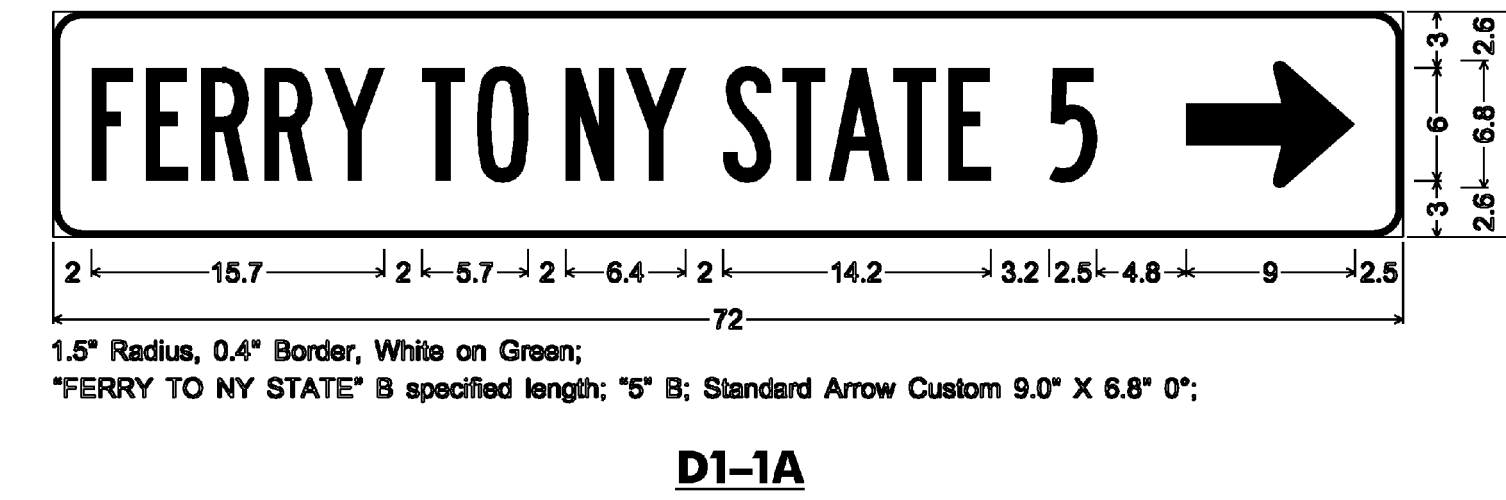 FERRY TO NY STATE 5
3 6 3
2.6 6.8 2.6
2 15.7 2 5.7 2 6.4 2 14.2 3.2 2.5 4.8 9 2.5
72
1.5" Radius, 0.4" Border, White on Green;
"FERRY TO NY STATE" B specified length; "5" B; Standard Arrow Custom 9.0" X 6.8" 0°;
D1–1A